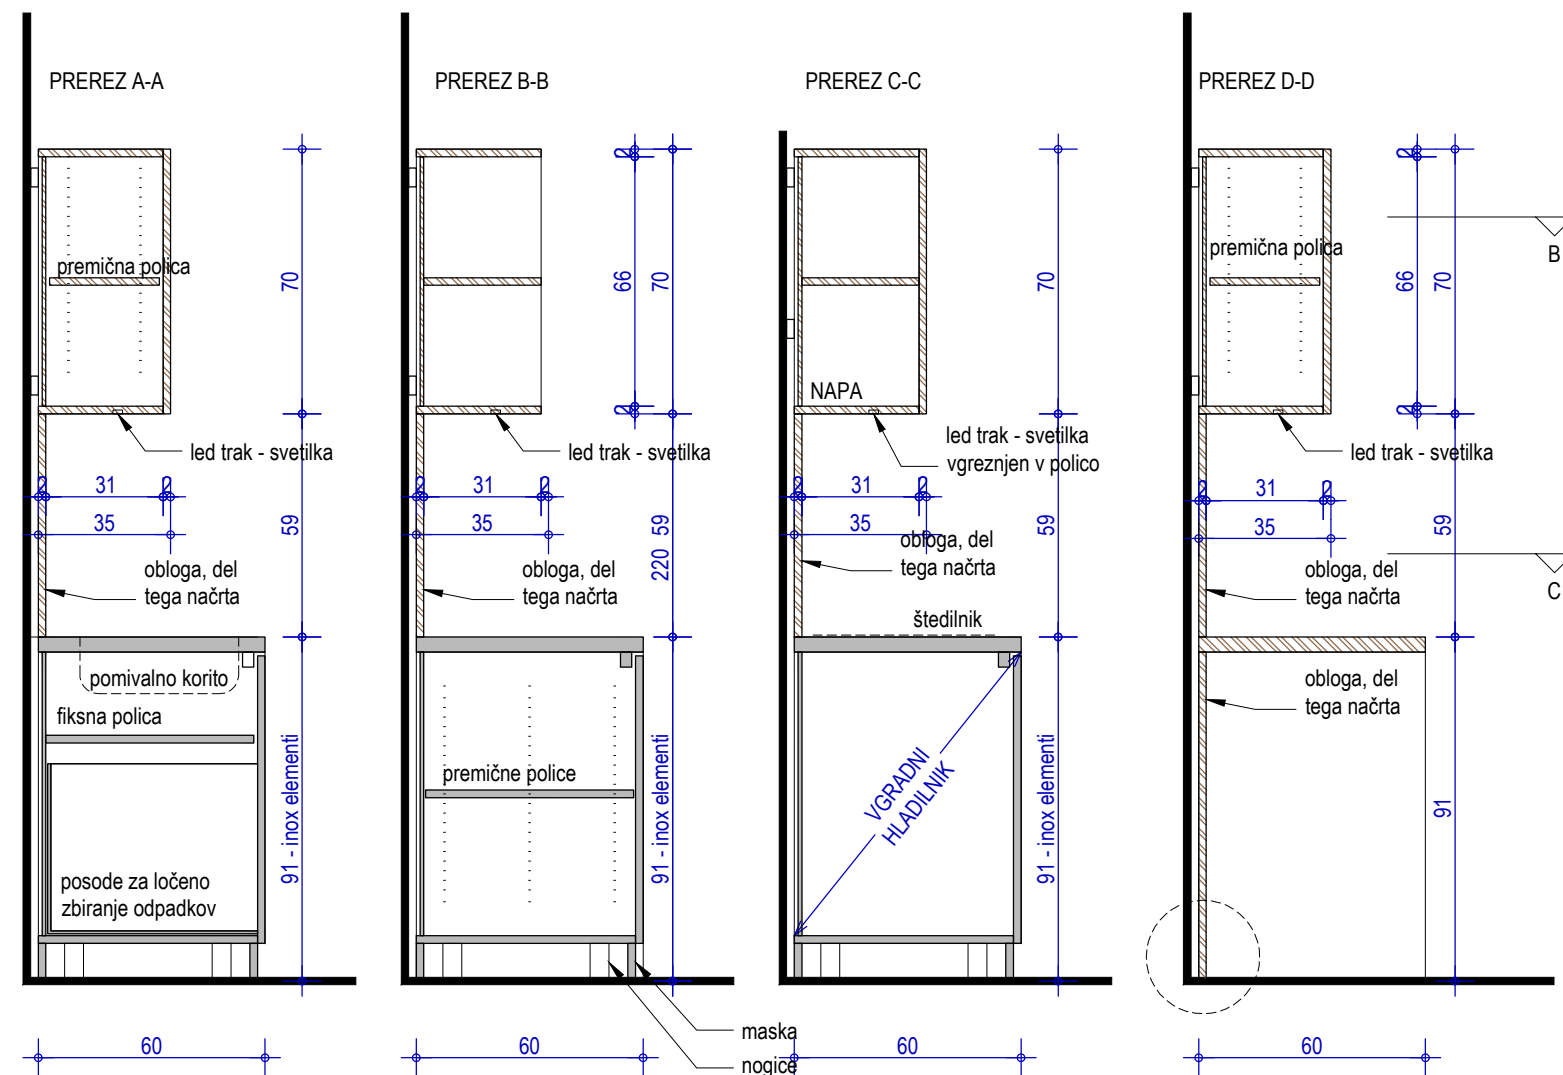 PREREZ A-A
premična polica
70
led trak - svetilka
2
31
2
35
59
obloga, del
tega načrta
pomivalno korito
fiksna polica
91 - inox elementi
posode za ločeno
zbiranje odpadkov
60
PREREZ B-B
2
66
70
2
led trak - svetilka
2
31
2
35
59
220
obloga, del
tega načrta
premične police
91 - inox elementi
maska
nogice
60
PREREZ C-C
70
NAPA
led trak - svetilka
vgreznjen v polico
2
31
2
35
59
obloga, del
tega načrta
štedilnik
VGRADNI
HLADILNIK
91 - inox elementi
60
PREREZ D-D
2
premična polica
B
66
70
2
led trak - svetilka
2
31
2
35
59
obloga, del
tega načrta
C
obloga, del
tega načrta
91
60